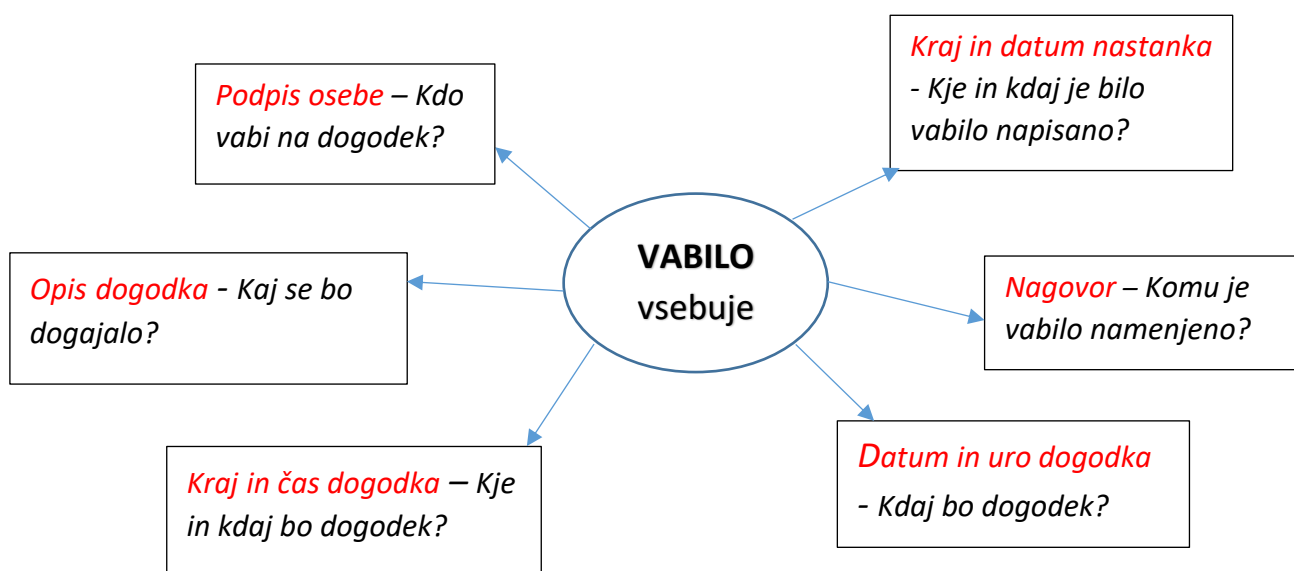 Kraj in datum nastanka
- Kje in kdaj je bilo
vabilo napisano?
Podpis osebe – Kdo
vabi na dogodek?
VABILO
vsebuje
Opis dogodka - Kaj se bo
dogajalo?
Nagovor – Komu je
vabilo namenjeno?
Kraj in čas dogodka – Kje
in kdaj bo dogodek?
Datum in uro dogodka
- Kdaj bo dogodek?